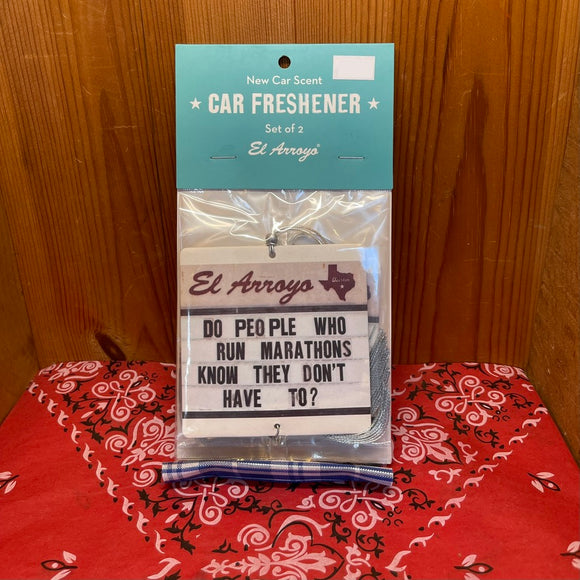 New Car Scent
★ CAR FRESHENER ★
Set of 2
El Arroyo®
El Arroyo
DO PEOPLE WHO
RUN MARATHONS
KNOW THEY DON'T
HAVE TO?